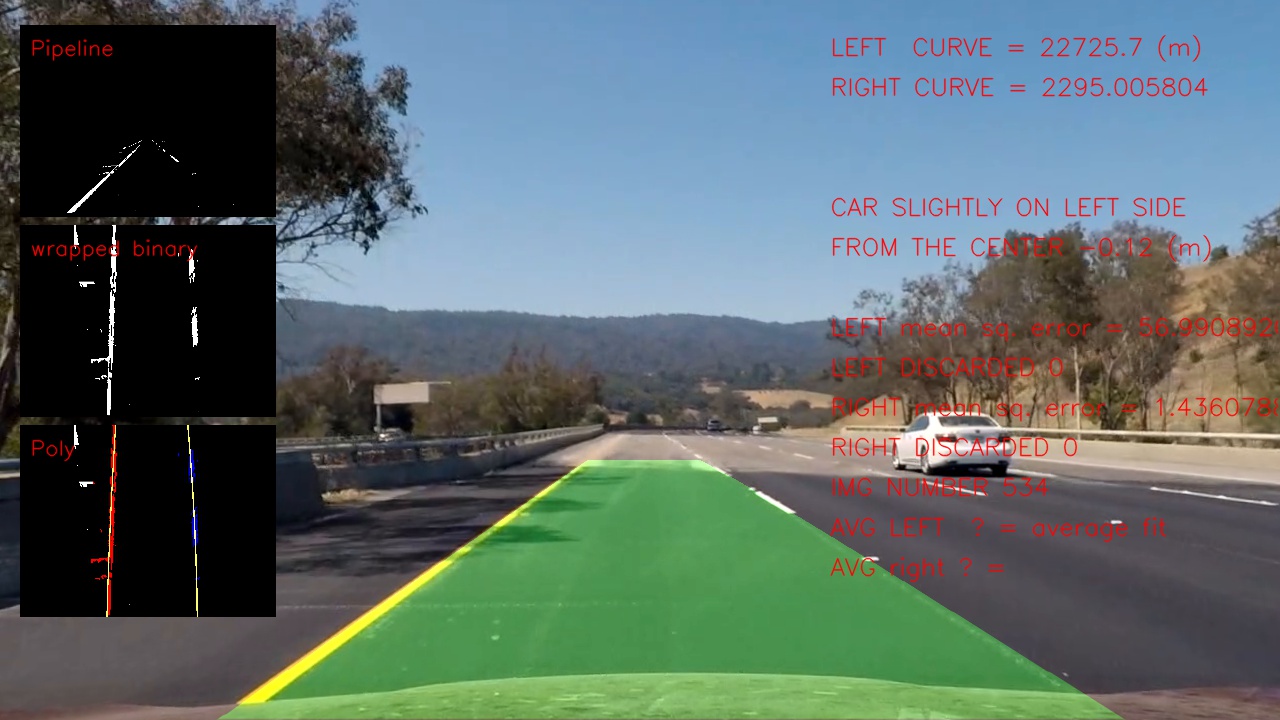 Pipeline
wrapped binary
Poly
LEFT CURVE = 22725.7 (m)
RIGHT CURVE = 2295.005804
CAR SLIGHTLY ON LEFT SIDE
FROM THE CENTER -0.12 (m)
LEFT mean sq. error = 56.9908929
LEFT DISCARDED 0
RIGHT mean sq. error = 1.4360788
RIGHT DISCARDED 0
IMG NUMBER 534
AVG LEFT ? = average fit
AVG right ? =